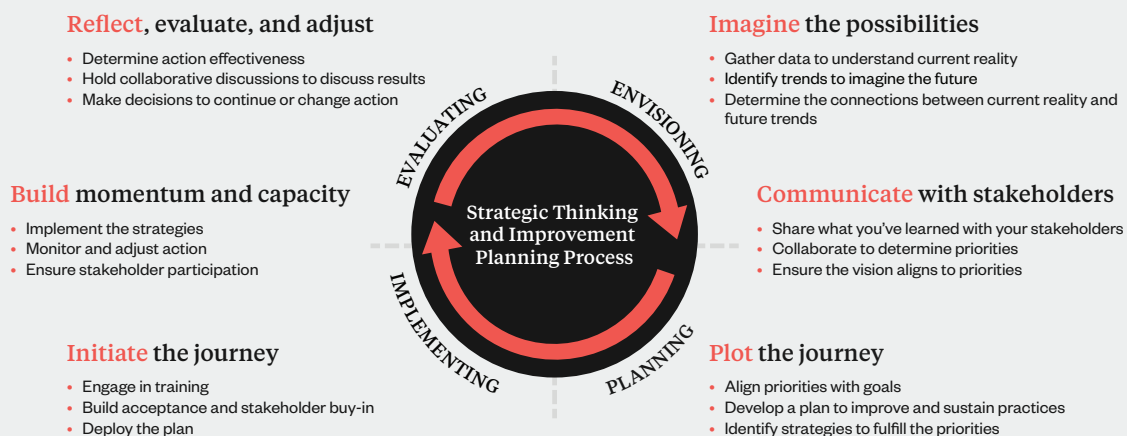 Reflect, evaluate, and adjust
• Determine action effectiveness
• Hold collaborative discussions to discuss results
• Make decisions to continue or change action
Imagine the possibilities
• Gather data to understand current reality
• Identify trends to imagine the future
• Determine the connections between current reality and
future trends
EVALUATING
ENVISIONING
Build momentum and capacity
• Implement the strategies
• Monitor and adjust action
• Ensure stakeholder participation
Strategic Thinking
and Improvement
Planning Process
Communicate with stakeholders
• Share what you've learned with your stakeholders
• Collaborate to determine priorities
• Ensure the vision aligns to priorities
IMPLEMENTING
PLANNING
Initiate the journey
• Engage in training
• Build acceptance and stakeholder buy-in
• Deploy the plan
Plot the journey
• Align priorities with goals
• Develop a plan to improve and sustain practices
• Identify strategies to fulfill the priorities